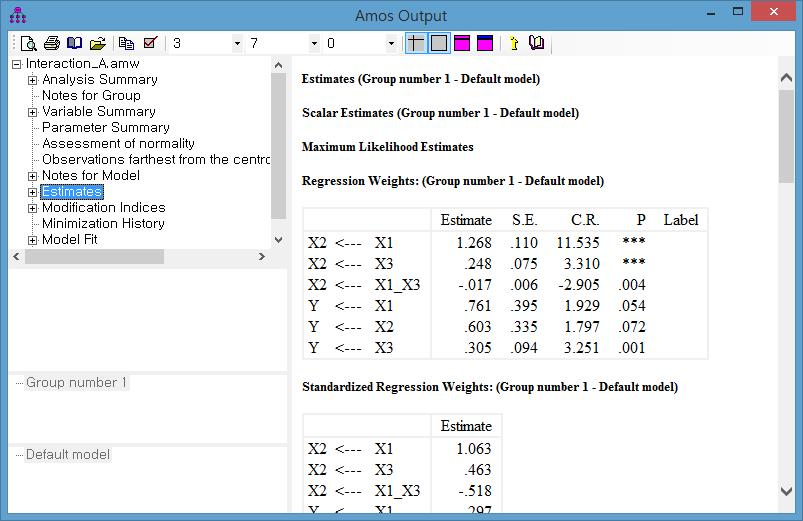 Amos Output
3 7 0
Interaction_A.amw
Analysis Summary
Notes for Group
Variable Summary
Parameter Summary
Assessment of normality
Observations farthest from the centro
Notes for Model
Estimates
Modification Indices
Minimization History
Model Fit
Group number 1
Default model
Estimates (Group number 1 - Default model)
Scalar Estimates (Group number 1 - Default model)
Maximum Likelihood Estimates
Regression Weights: (Group number 1 - Default model)
Estimate S.E. C.R. P Label
X2 <--- X1 1.268 .110 11.535 ***
X2 <--- X3 .248 .075 3.310 ***
X2 <--- X1_X3 -.017 .006 -2.905 .004
Y <--- X1 .761 .395 1.929 .054
Y <--- X2 .603 .335 1.797 .072
Y <--- X3 .305 .094 3.251 .001
Standardized Regression Weights: (Group number 1 - Default model)
Estimate
X2 <--- X1 1.063
X2 <--- X3 .463
X2 <--- X1_X3 -.518
Y <--- X1 .297